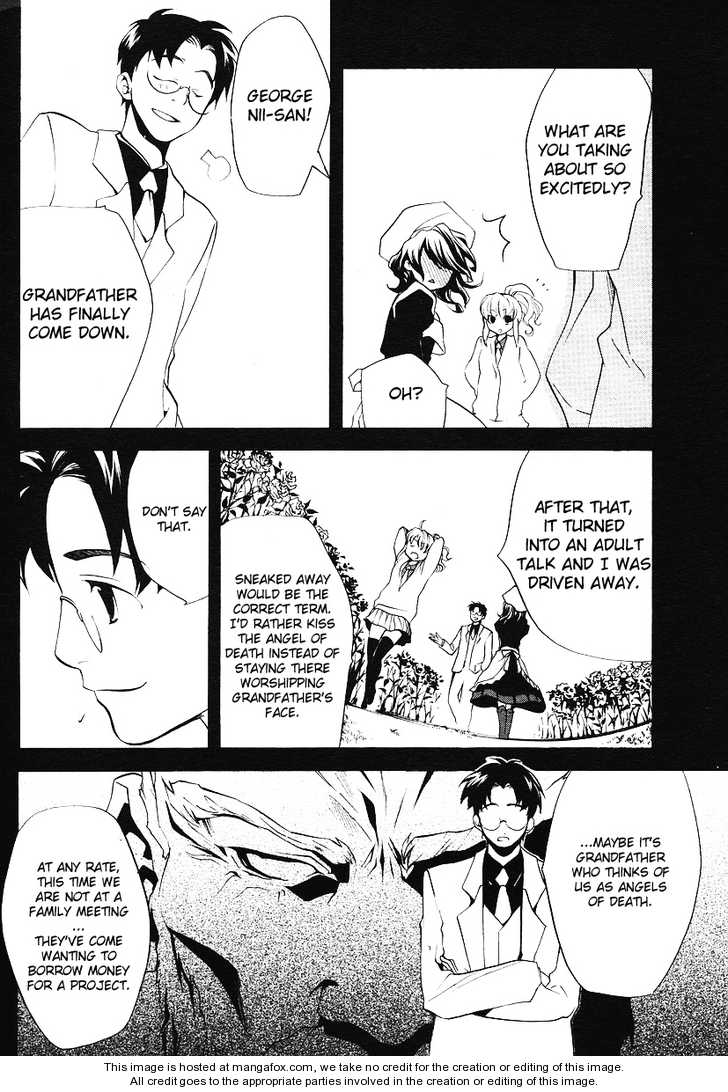 WHAT ARE
YOU TAKING
ABOUT SO
EXCITEDLY?
OH?
GEORGE
NII-SAN!
GRANDFATHER
HAS FINALLY
COME DOWN.
AFTER THAT,
IT TURNED
INTO AN ADULT
TALK AND I WAS
DRIVEN AWAY.
SNEAKED AWAY
WOULD BE THE
CORRECT TERM.
I'D RATHER KISS
THE ANGEL OF
DEATH INSTEAD OF
STAYING THERE
WORSHIPPING
GRANDFATHER'S
FACE.
DON'T SAY
THAT.
...MAYBE IT'S
GRANDFATHER
WHO THINKS OF
US AS ANGELS
OF DEATH.
AT ANY RATE,
THIS TIME WE
ARE NOT AT A
FAMILY MEETING
...
THEY'VE COME
WANTING TO
BORROW MONEY
FOR A PROJECT.
This image is hosted at mangafox.com, we take no credit for the creation or editing of this image.
All credit goes to the appropriate parties involved in the creation or editing of this image.